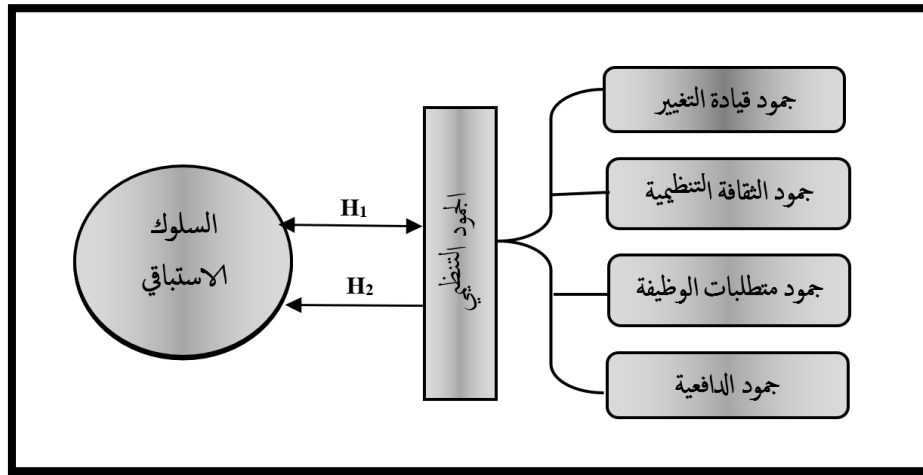 جمود قيادة التغيير
جمود الثقافة التنظيمية
جمود متطلبات الوظيفة
جمود الدافعية
الجمود التنظيمي
H₁
H₂
السلوك
الاستباقي